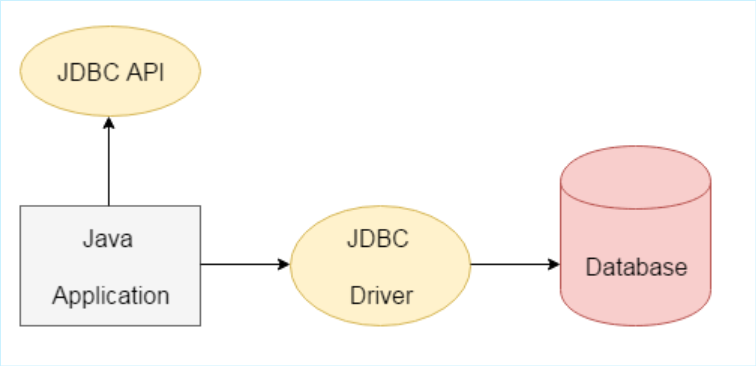 JDBC API
Java
Application
JDBC
Driver
Database